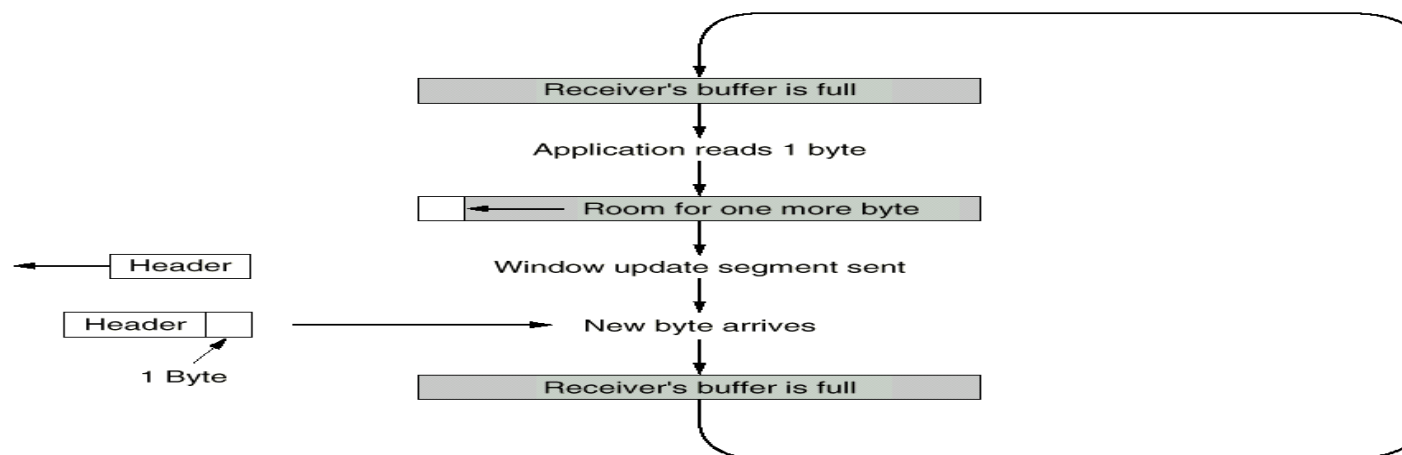 Receiver's buffer is full
Application reads 1 byte
Room for one more byte
Header
Window update segment sent
Header
New byte arrives
1 Byte
Receiver's buffer is full